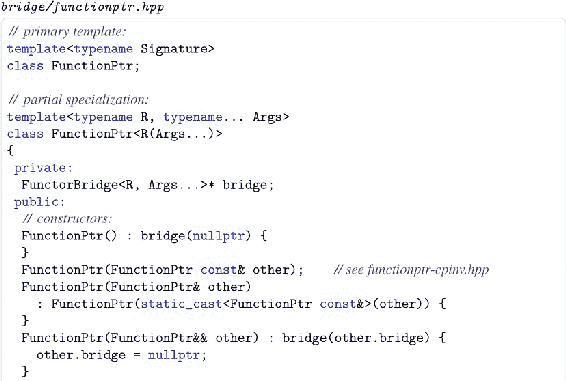 bridge/functionptr.hpp
// primary template:
template<typename Signature>
class FunctionPtr;
// partial specialization:
template<typename R, typename... Args>
class FunctionPtr<R(Args...)>
{
private:
FunctorBridge<R, Args...>* bridge;
public:
// constructors:
FunctionPtr() : bridge(nullptr) {
}
FunctionPtr(FunctionPtr const& other); // see functionptr-cpinv.hpp
FunctionPtr(FunctionPtr& other)
: FunctionPtr(static_cast<FunctionPtr const&>(other)) {
}
FunctionPtr(FunctionPtr&& other) : bridge(other.bridge) {
other.bridge = nullptr;
}